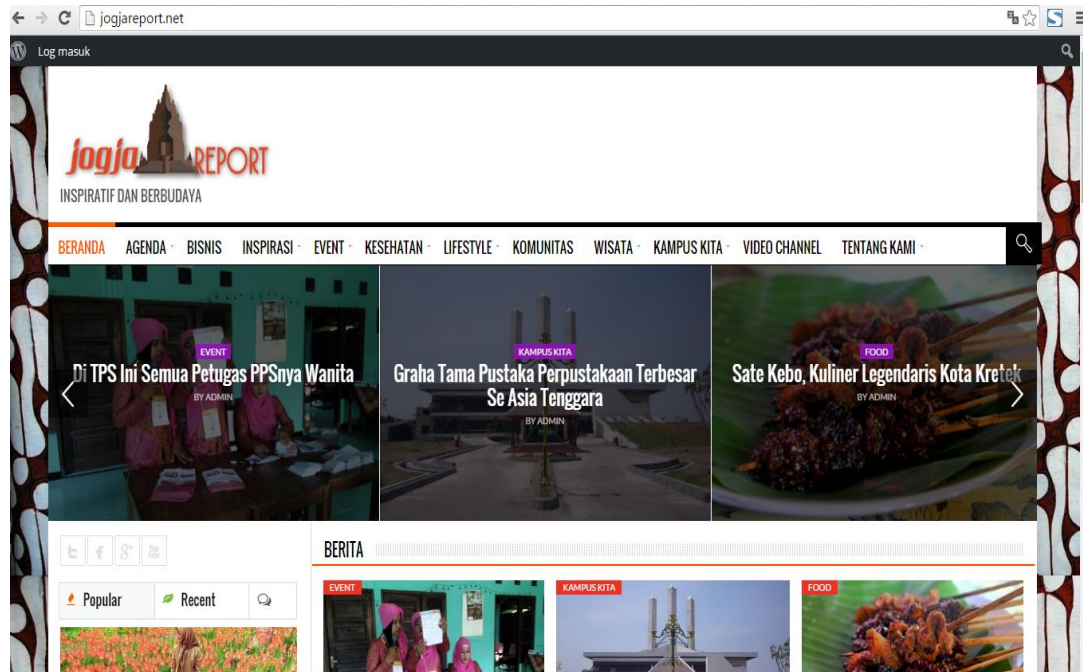 jogjareport.net
Log masuk
jogja REPORT
INSPIRATIF DAN BERBUDAYA
BERANDA AGENDA BISNIS INSPIRASI EVENT KESEHATAN LIFESTYLE KOMUNITAS WISATA KAMPUS KITA VIDEO CHANNEL TENTANG KAMI
EVENT
Di TPS Ini Semua Petugas PPSnya Wanita
BY ADMIN
KAMPUS KITA
Graha Tama Pustaka Perpustakaan Terbesar
Se Asia Tenggara
BY ADMIN
FOOD
Sate Kebo, Kuliner Legendaris Kota Kretek
BY ADMIN
Popular Recent
BERITA
EVENT
KAMPUS KITA
FOOD